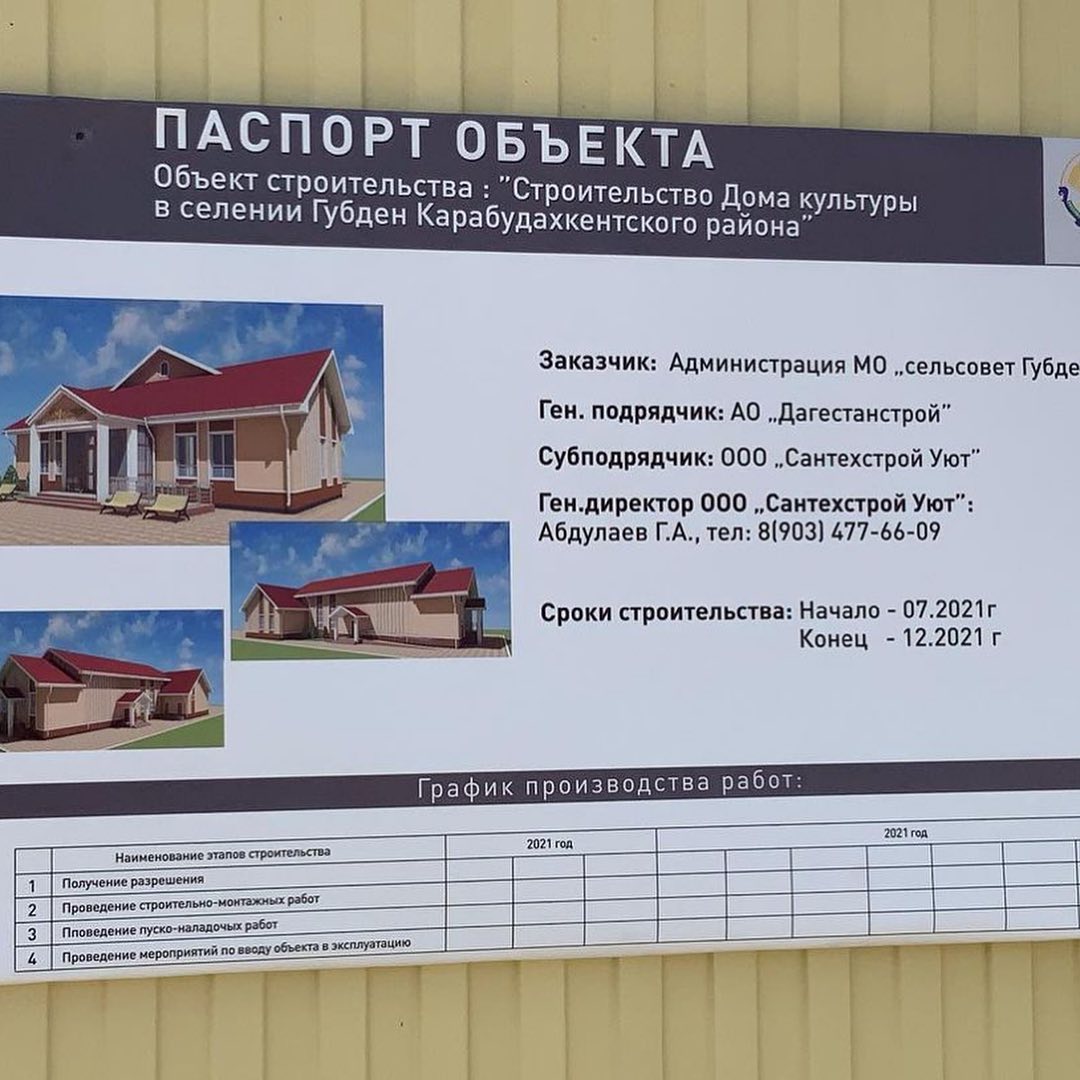 ПАСПОРТ ОБЪЕКТА
Объект строительства : "Строительство Дома культуры
в селении Губден Карабудахкентского района"
Заказчик: Администрация МО „сельсовет Губде
Ген. подрядчик: АО „Дагестанстрой"
Субподрядчик: ООО „Сантехстрой Уют"
Ген.директор ООО „Сантехстрой Уют":
Абдулаев Г.А., тел: 8(903) 477-66-09
Сроки строительства: Начало - 07.2021г
Конец - 12.2021 г
График производства работ:
Наименование этапов строительства 2021 год 2021 год
1 Получение разрешения
2 Проведение строительно-монтажных работ
3 Пповедение пуско-наладочых работ
4 Проведение мероприятий по вводу объекта в эксплуатацию